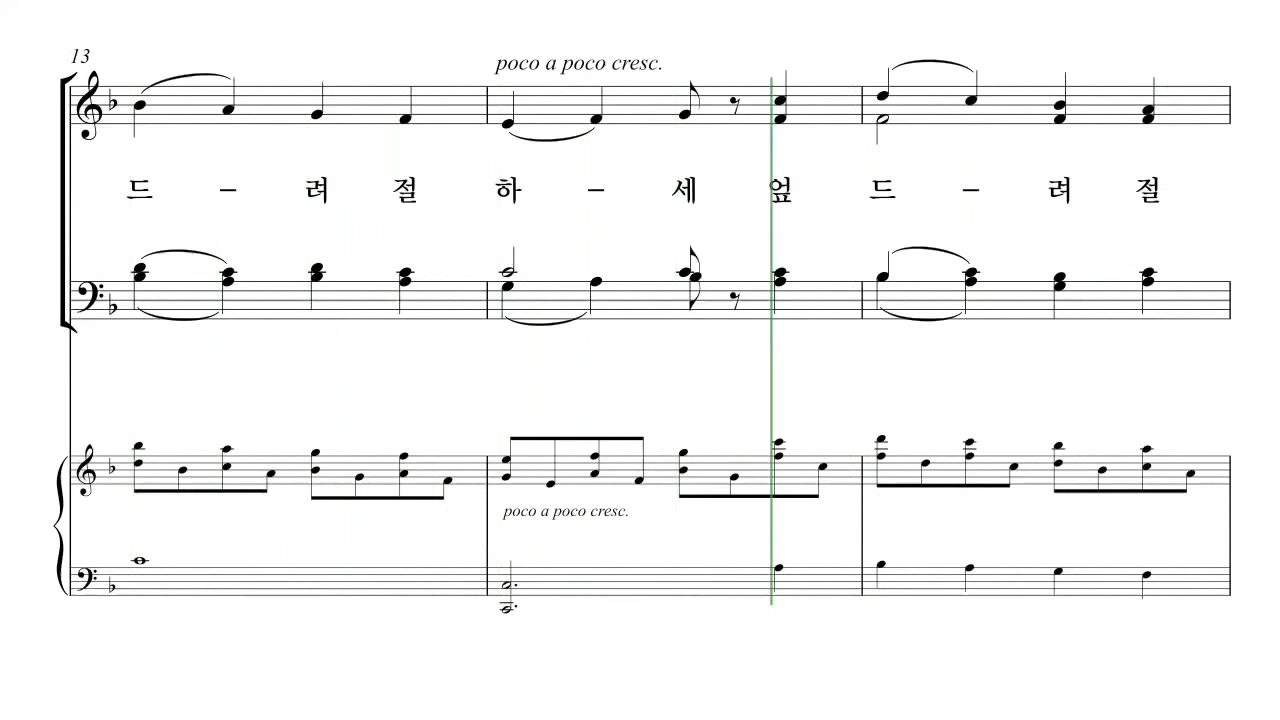 13
poco a poco cresc.
드 – 려 절 하 – 세 엎 드 – 려 절
poco a poco cresc.